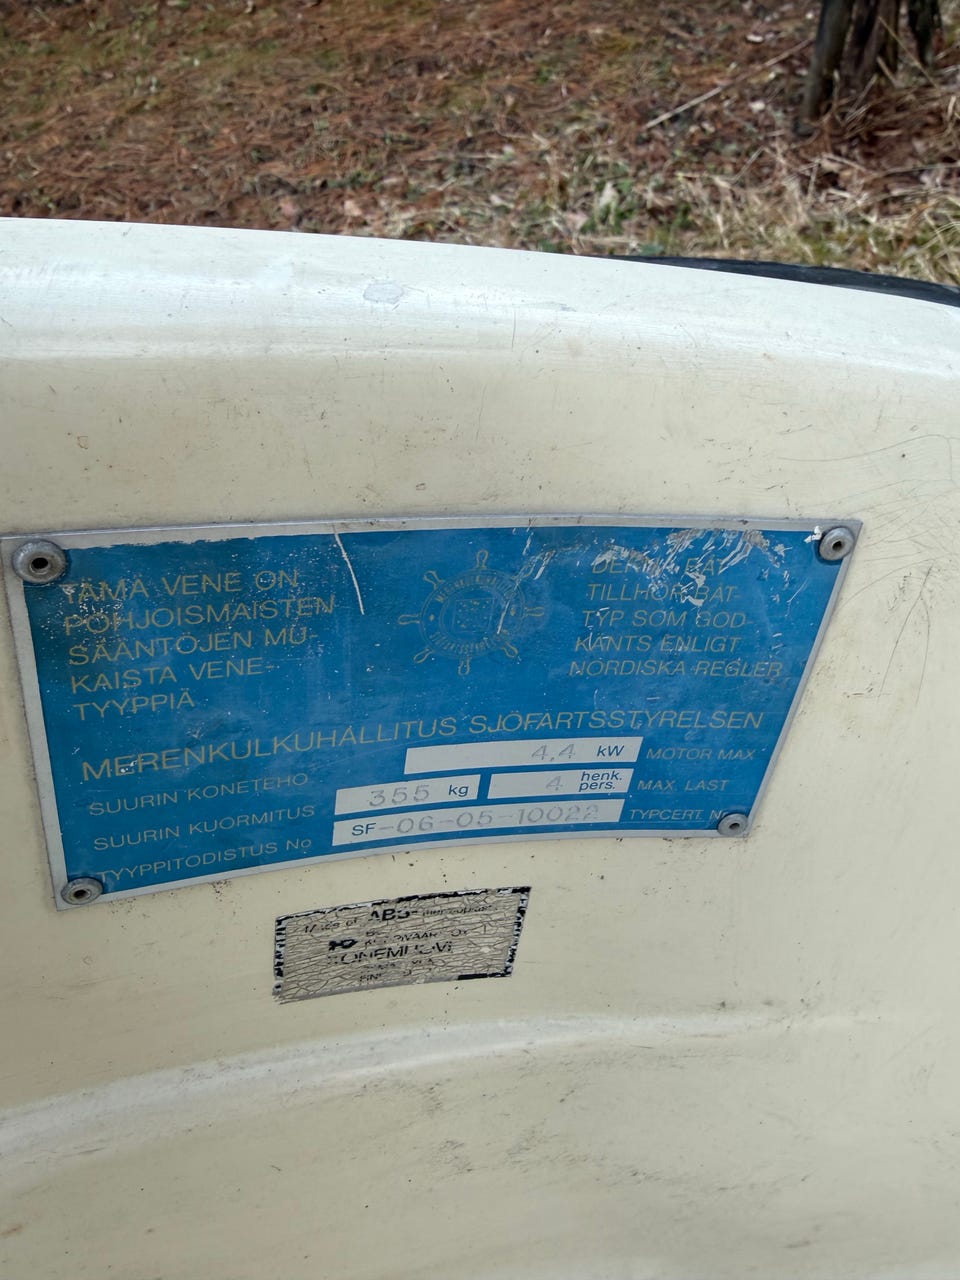 TÄMÄ VENE ON
POHJOISMAISTEN
SÄÄNTÖJEN MU-
KAISTA VENE-
TYYPPIÄ
TILLHÖR BÅT-
TYP SOM GOD-
KÄNTS ENLIGT
NORDISKA REGLER
MERENKULKUHALLITUS SJÖFARTSSTYRELSEN
SUURIN KONETEHO 4,4 kW MOTOR MAX
SUURIN KUORMITUS 355 kg 4 henk. pers. MAX. LAST
TYYPPITODISTUS No SF-06-05-10022 TYPCERT. No
ABS